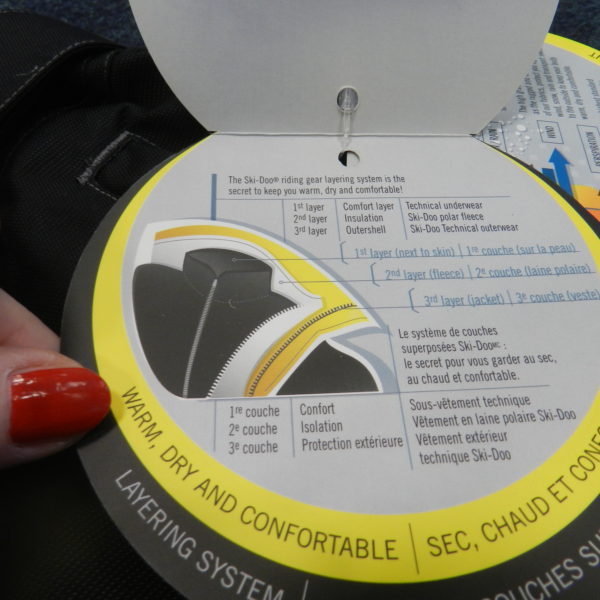 The Ski-Doo® riding gear layering system is the
secret to keep you warm, dry and comfortable!
1st layer Comfort layer Technical underwear
2nd layer Insulation Ski-Doo polar fleece
3rd layer Outershell Ski-Doo Technical outerwear
1st layer (next to skin) | 1re couche (sur la peau)
2nd layer (fleece) | 2e couche (laine polaire)
3rd layer (jacket) | 3e couche (veste)
Le système de couches
superposées Ski-DooMC :
le secret pour vous garder au sec,
au chaud et confortable.
1re couche Confort Sous-vêtement technique
2e couche Isolation Vêtement en laine polaire Ski-Doo
3e couche Protection extérieure Vêtement extérieur
technique Ski-Doo
WARM, DRY AND COMFORTABLE | SEC, CHAUD ET
LAYERING SYSTEM
RAIN
WIND
PERSPIRATION